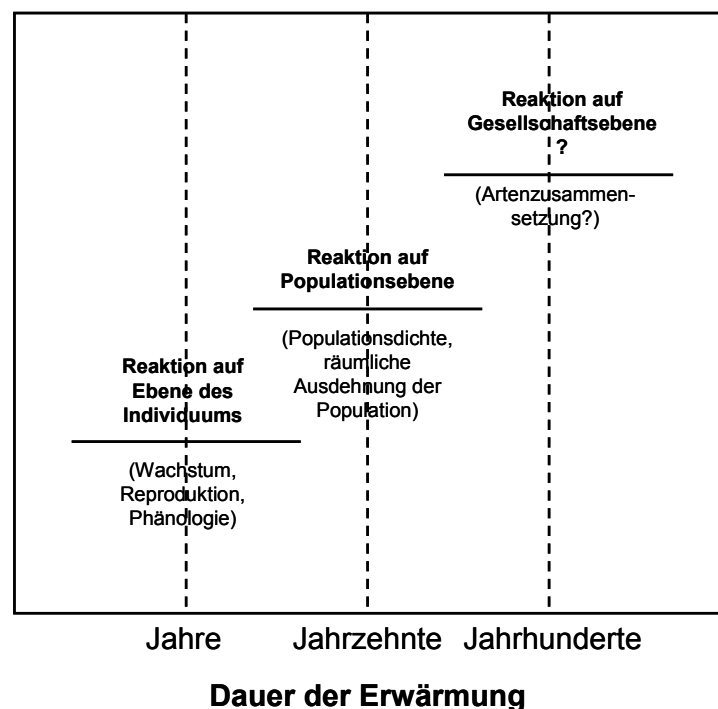 Reaktion auf
Gesellschaftsebene
?
(Artenzusammen-
setzung?)
Reaktion auf
Populationsebene
(Populationsdichte,
räumliche
Ausdehnung der
Population)
Reaktion auf
Ebene des
Individuums
(Wachstum,
Reproduktion,
Phänologie)
Jahre Jahrzehnte Jahrhunderte
Dauer der Erwärmung